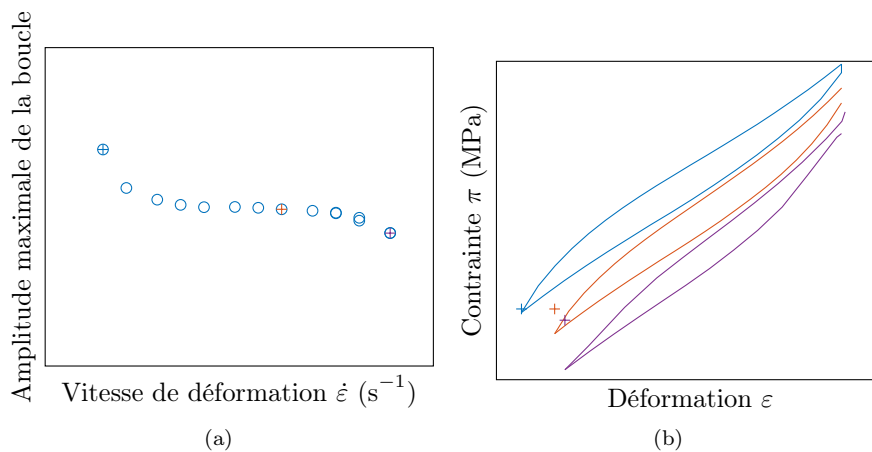 Amplitude maximale de la boucle
Vitesse de déformation ε̇ (s⁻¹)
(a)
Contrainte π (MPa)
Déformation ε
(b)